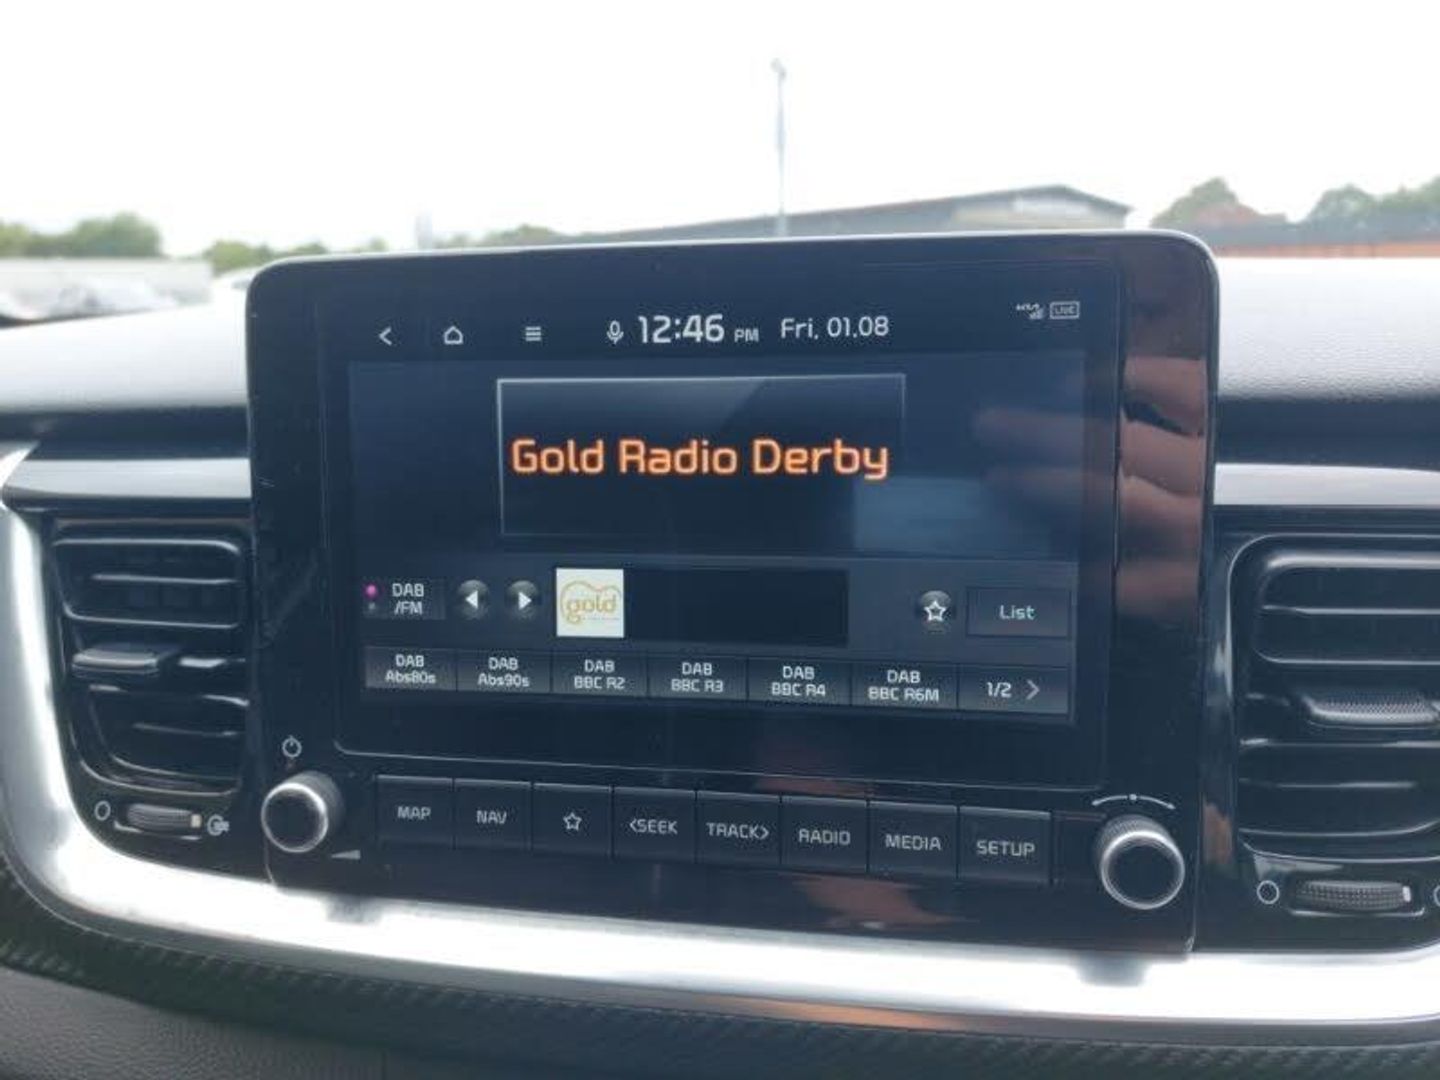 12:46 PM Fri, 01.08
LIVE
Gold Radio Derby
DAB
/FM
gold
List
DAB
Abs80s
DAB
Abs90s
DAB
BBC R2
DAB
BBC R3
DAB
BBC R4
DAB
BBC R6M
1/2
MAP
NAV
<SEEK
TRACK>
RADIO
MEDIA
SETUP